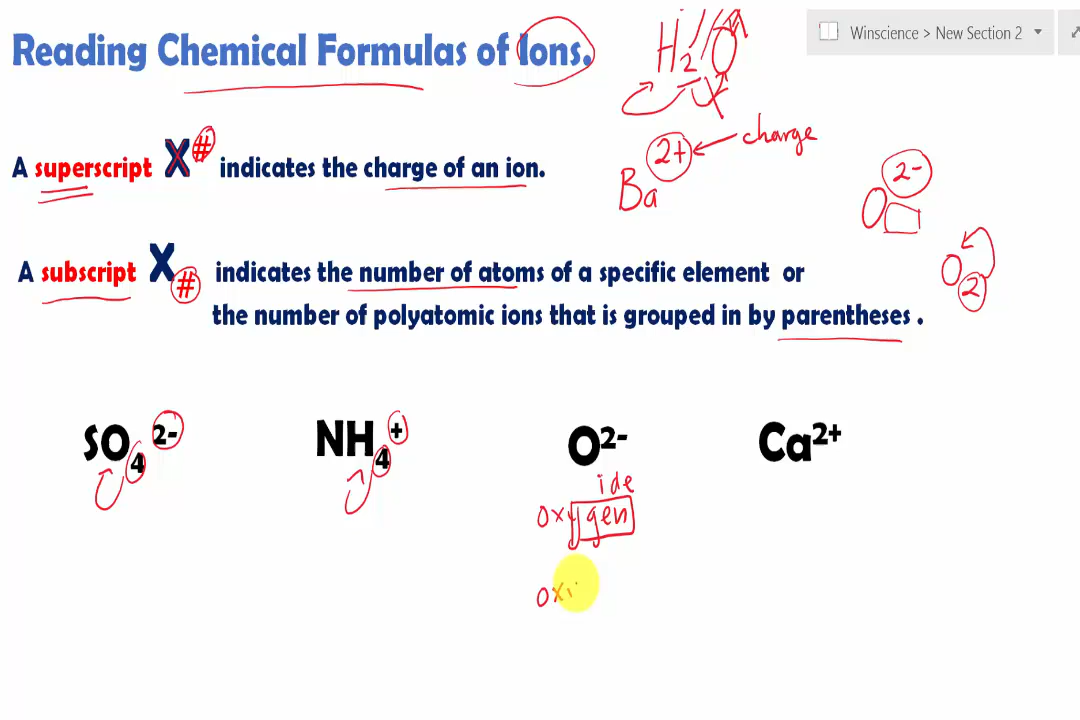 Reading Chemical Formulas of Ions.
H₂O
Winscience > New Section 2
A superscript X^# indicates the charge of an ion.
Ba²⁺ ← charge
O²⁻
A subscript X_# indicates the number of atoms of a specific element or
the number of polyatomic ions that is grouped in by parentheses .
O₂
SO₄²⁻ NH₄⁺ O²⁻ Ca²⁺
ide
oxygen
oxi